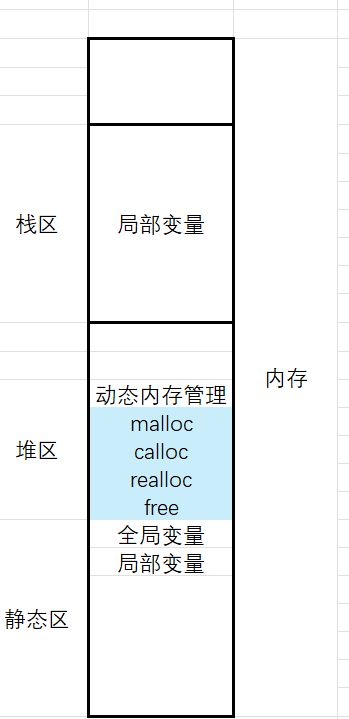 栈区
局部变量
内存
动态内存管理
堆区
malloc
calloc
realloc
free
全局变量
局部变量
静态区